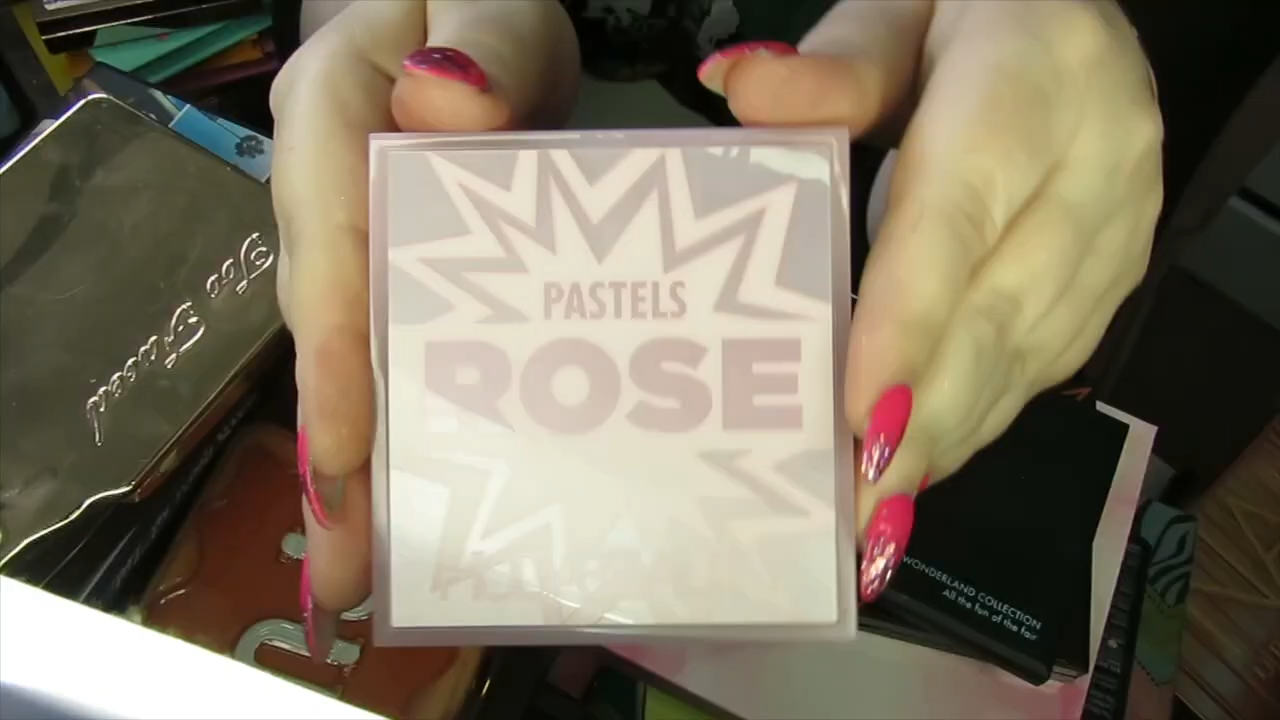 Too Faced
PASTELS
ROSE
WONDERLAND COLLECTION
All the fun of the fair